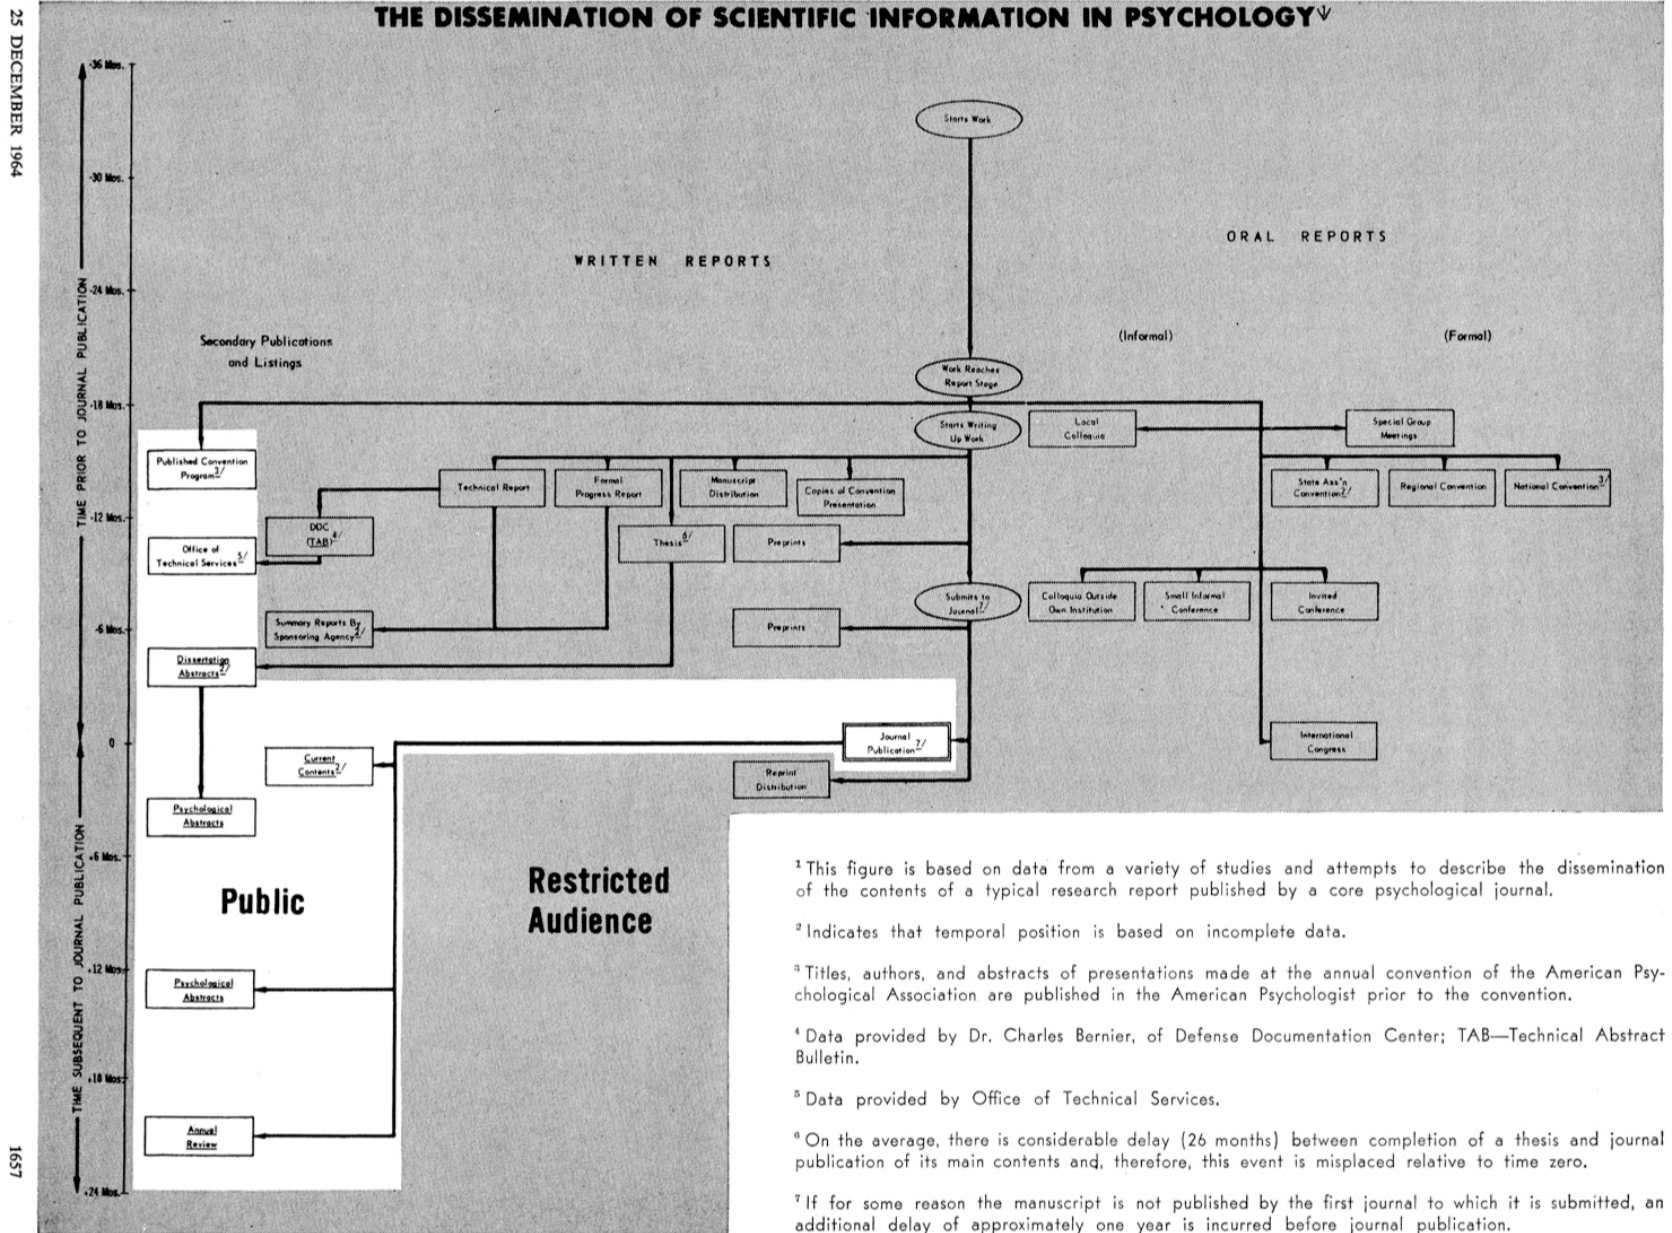 25 DECEMBER 1964
THE DISSEMINATION OF SCIENTIFIC INFORMATION IN PSYCHOLOGY
-36 Mos.
Starts Work
-30 Mos.
ORAL REPORTS
WRITTEN REPORTS
-24 Mos.
TIME PRIOR TO JOURNAL PUBLICATION
Secondary Publications
and Listings
(Informal)
(Formal)
Work Reaches
Report Stage
-18 Mos.
Starts Writing
Up Work
Local
Colloquia
Special Group
Meetings
Published Convention
Program3/
Technical Report
Formal
Progress Report
Manuscript
Distribution
Copies of Convention
Presentation
State Ass'n
Convention2/
Regional Convention
National Convention3/
-12 Mos.
DDC
(TAB)4/
Office of
Technical Services5/
Thesis6/
Preprints
Submits to
Journal7/
Colloquia Outside
Own Institution
Small Informal
Conference
Invited
Conference
-6 Mos.
Summary Reports By
Sponsoring Agency2/
Preprints
Dissertation
Abstracts2/
0
Journal
Publication7/
International
Congress
Current
Contents2/
Reprint
Distribution
Psychological
Abstracts
TIME SUBSEQUENT TO JOURNAL PUBLICATION
+6 Mos.
Public
Restricted
Audience
+12 Mos.
Psychological
Abstracts
+18 Mos.
Annual
Review
+24 Mos.
1657
1 This figure is based on data from a variety of studies and attempts to describe the dissemination
of the contents of a typical research report published by a core psychological journal.
2 Indicates that temporal position is based on incomplete data.
3 Titles, authors, and abstracts of presentations made at the annual convention of the American Psy-
chological Association are published in the American Psychologist prior to the convention.
4 Data provided by Dr. Charles Bernier, of Defense Documentation Center; TAB—Technical Abstract
Bulletin.
5 Data provided by Office of Technical Services.
6 On the average, there is considerable delay (26 months) between completion of a thesis and journal
publication of its main contents and, therefore, this event is misplaced relative to time zero.
7 If for some reason the manuscript is not published by the first journal to which it is submitted, an
additional delay of approximately one year is incurred before journal publication.